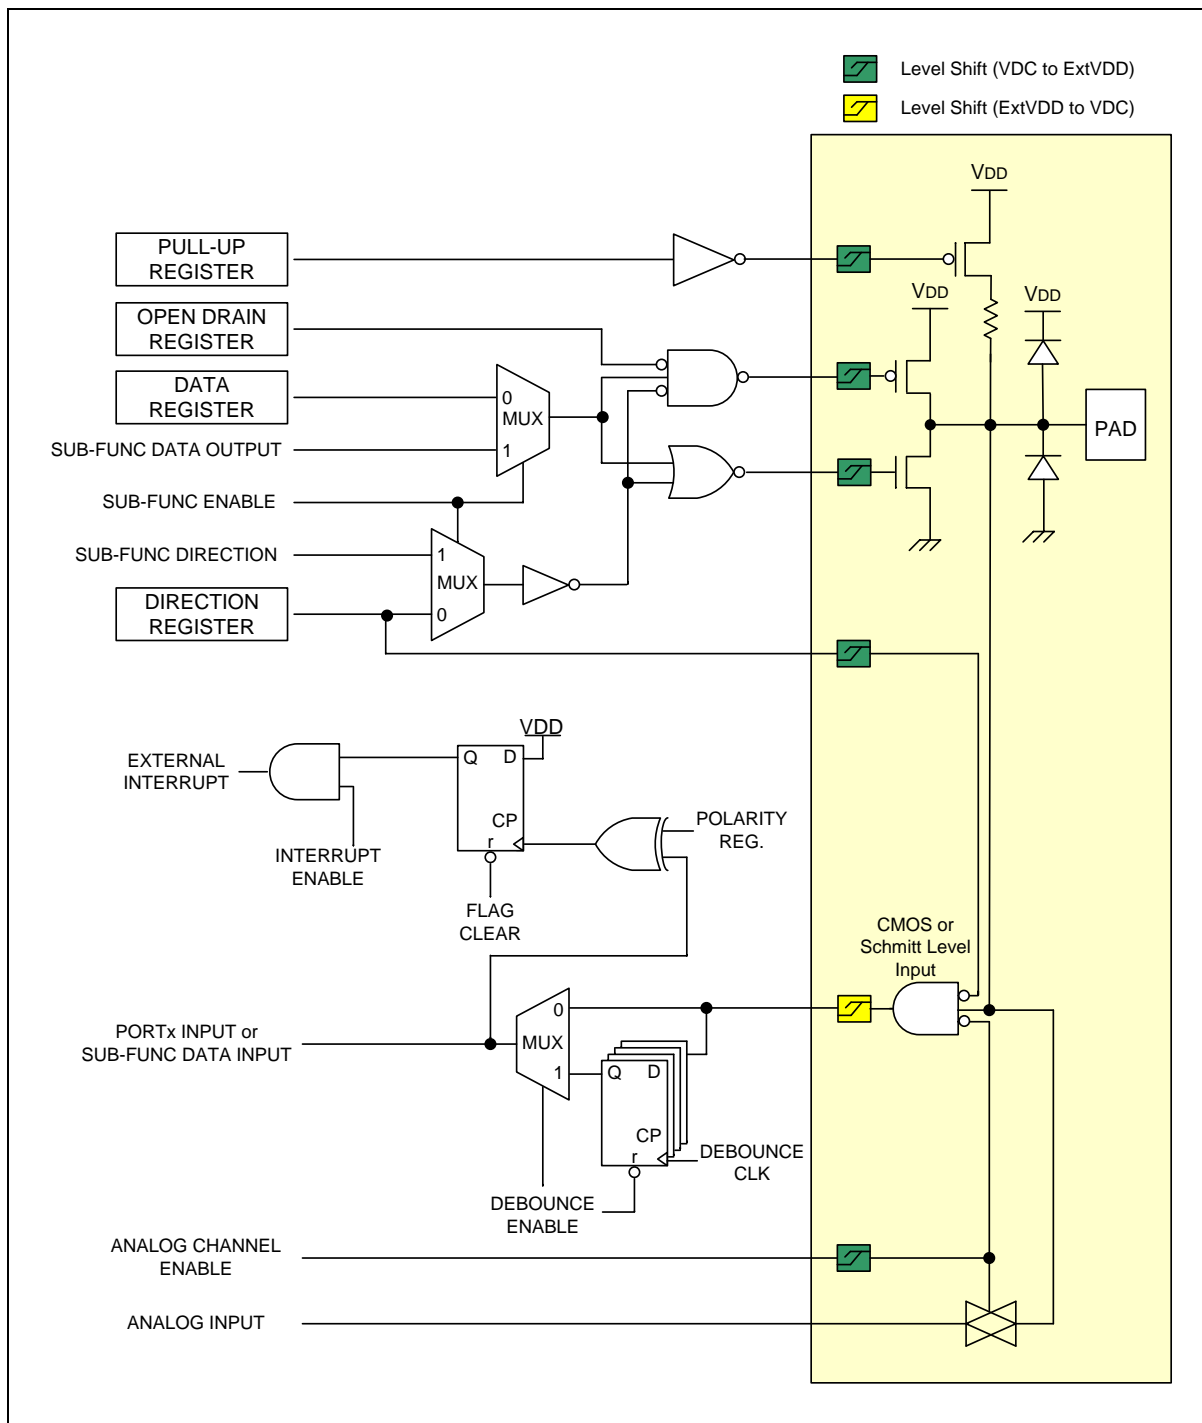 Level Shift (VDC to ExtVDD)
Level Shift (ExtVDD to VDC)
VDD
PULL-UP
REGISTER
VDD
VDD
OPEN DRAIN
REGISTER
DATA
REGISTER
0
MUX
1
PAD
SUB-FUNC DATA OUTPUT
SUB-FUNC ENABLE
SUB-FUNC DIRECTION
1
MUX
0
DIRECTION
REGISTER
VDD
EXTERNAL
INTERRUPT
Q D
CP
r
POLARITY
REG.
INTERRUPT
ENABLE
FLAG
CLEAR
CMOS or
Schmitt Level
Input
0
MUX
1
PORTx INPUT or
SUB-FUNC DATA INPUT
Q D
CP
r
DEBOUNCE
CLK
DEBOUNCE
ENABLE
ANALOG CHANNEL
ENABLE
ANALOG INPUT